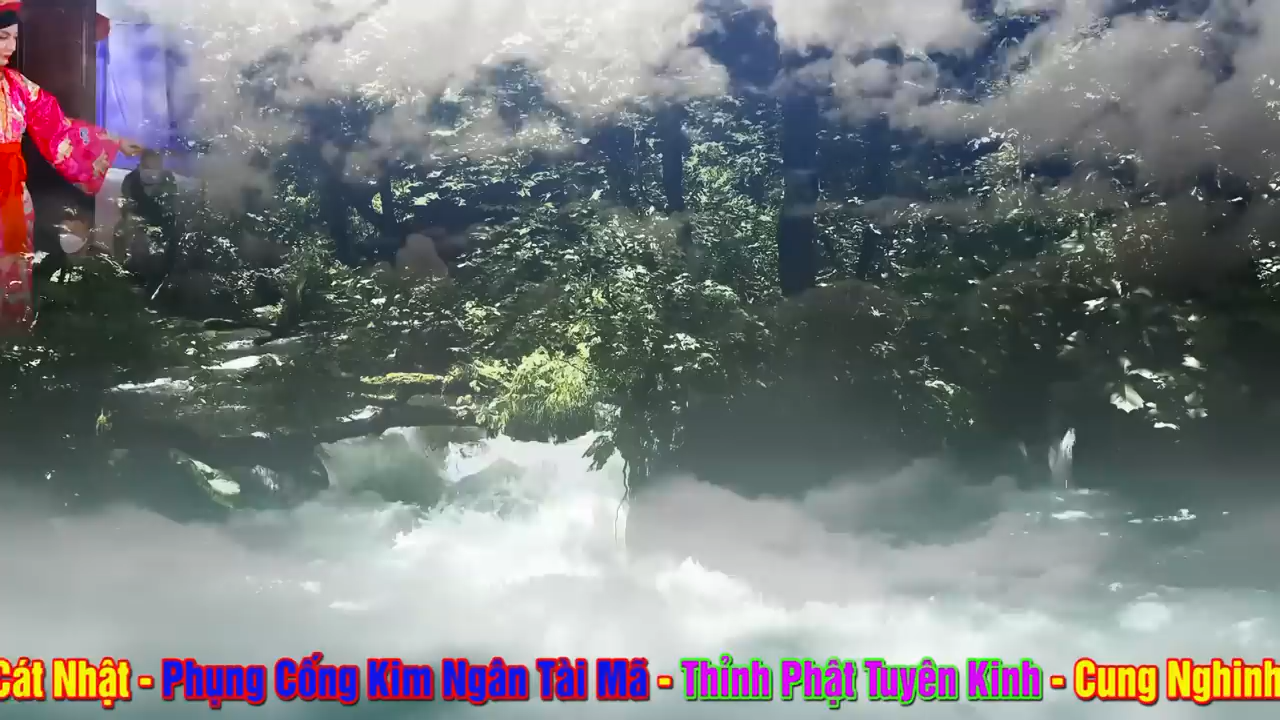 Cát Nhật - Phụng Cống Kim Ngân Tài Mã - Thỉnh Phật Tuyên Kinh - Cung Nghinh